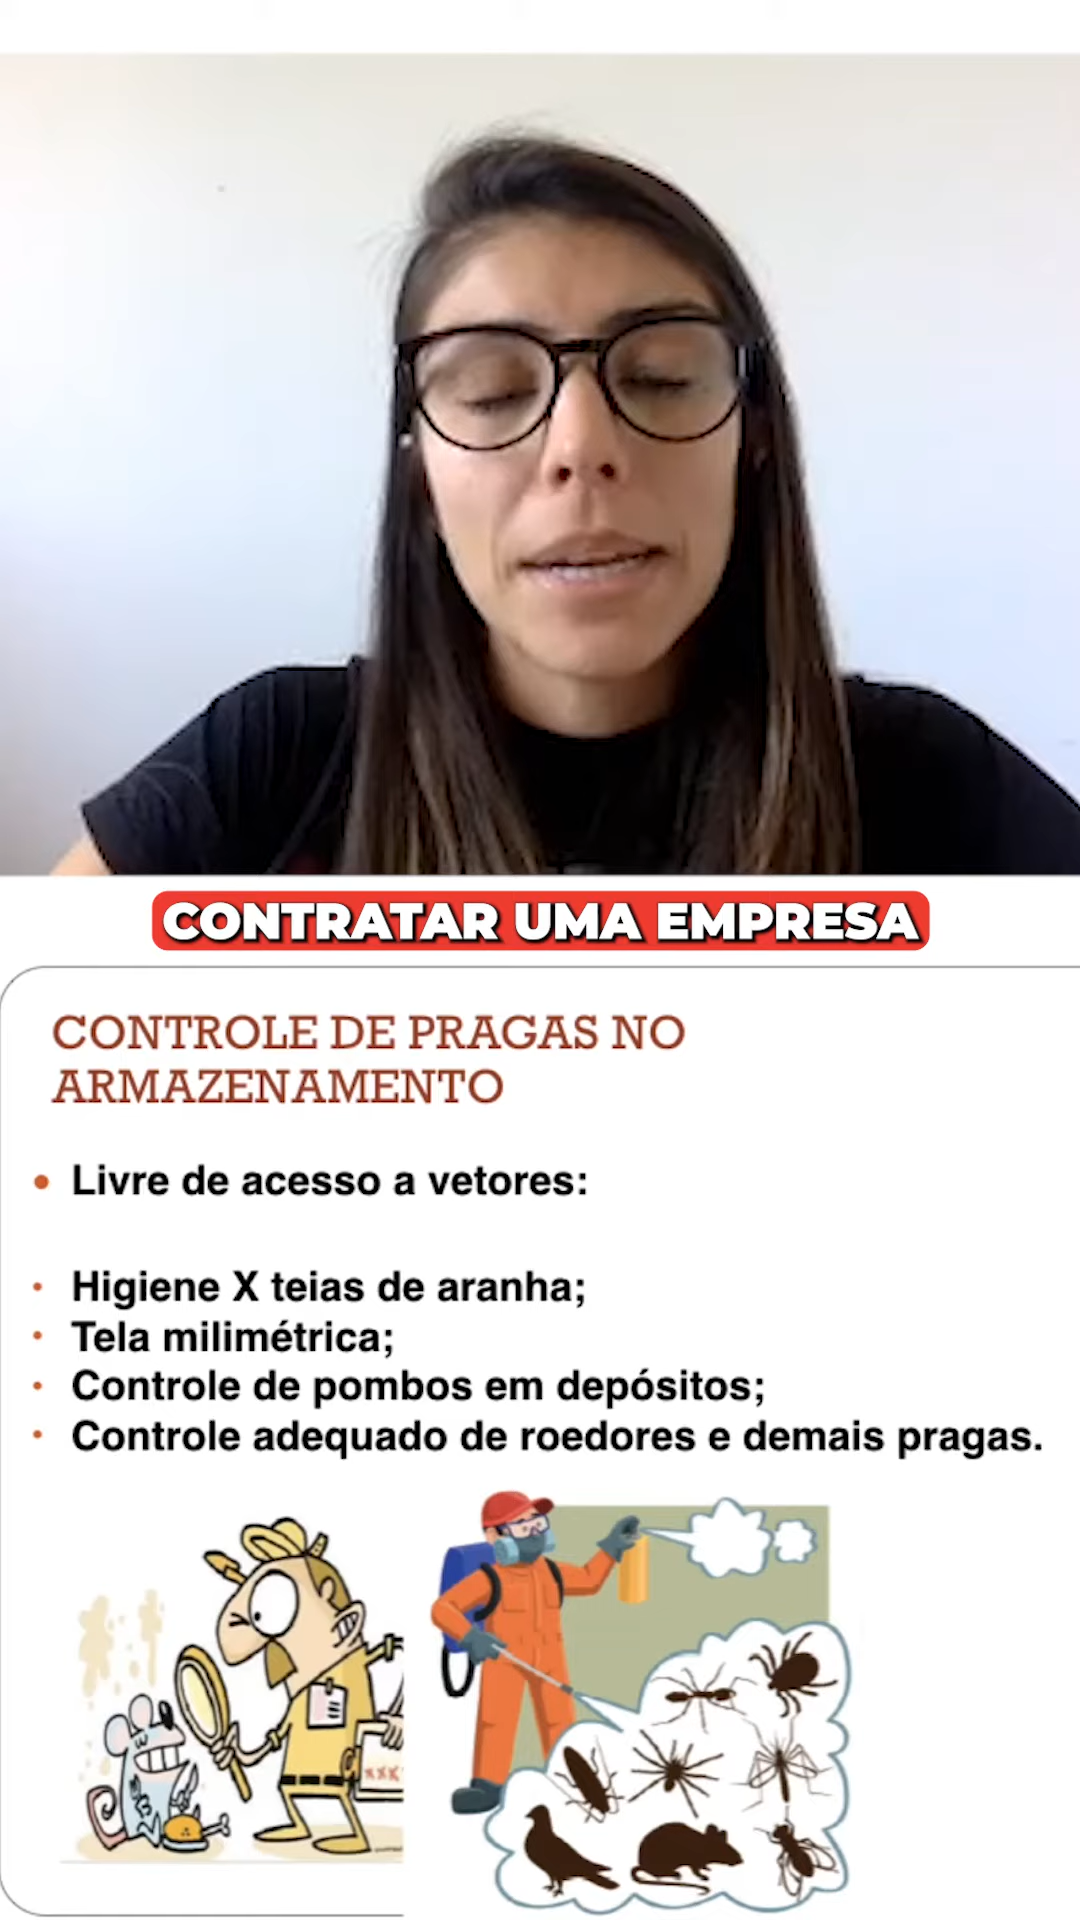 CONTRATAR UMA EMPRESA
CONTROLE DE PRAGAS NO
ARMAZENAMENTO
• Livre de acesso a vetores:
• Higiene X teias de aranha;
• Tela milimétrica;
• Controle de pombos em depósitos;
• Controle adequado de roedores e demais pragas.